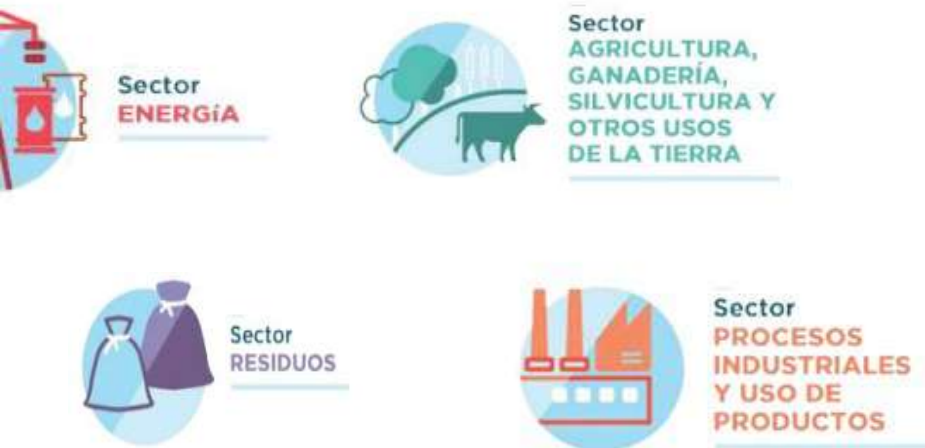 Sector
ENERGíA
Sector
AGRICULTURA,
GANADERÍA,
SILVICULTURA Y
OTROS USOS
DE LA TIERRA
Sector
RESIDUOS
Sector
PROCESOS
INDUSTRIALES
Y USO DE
PRODUCTOS